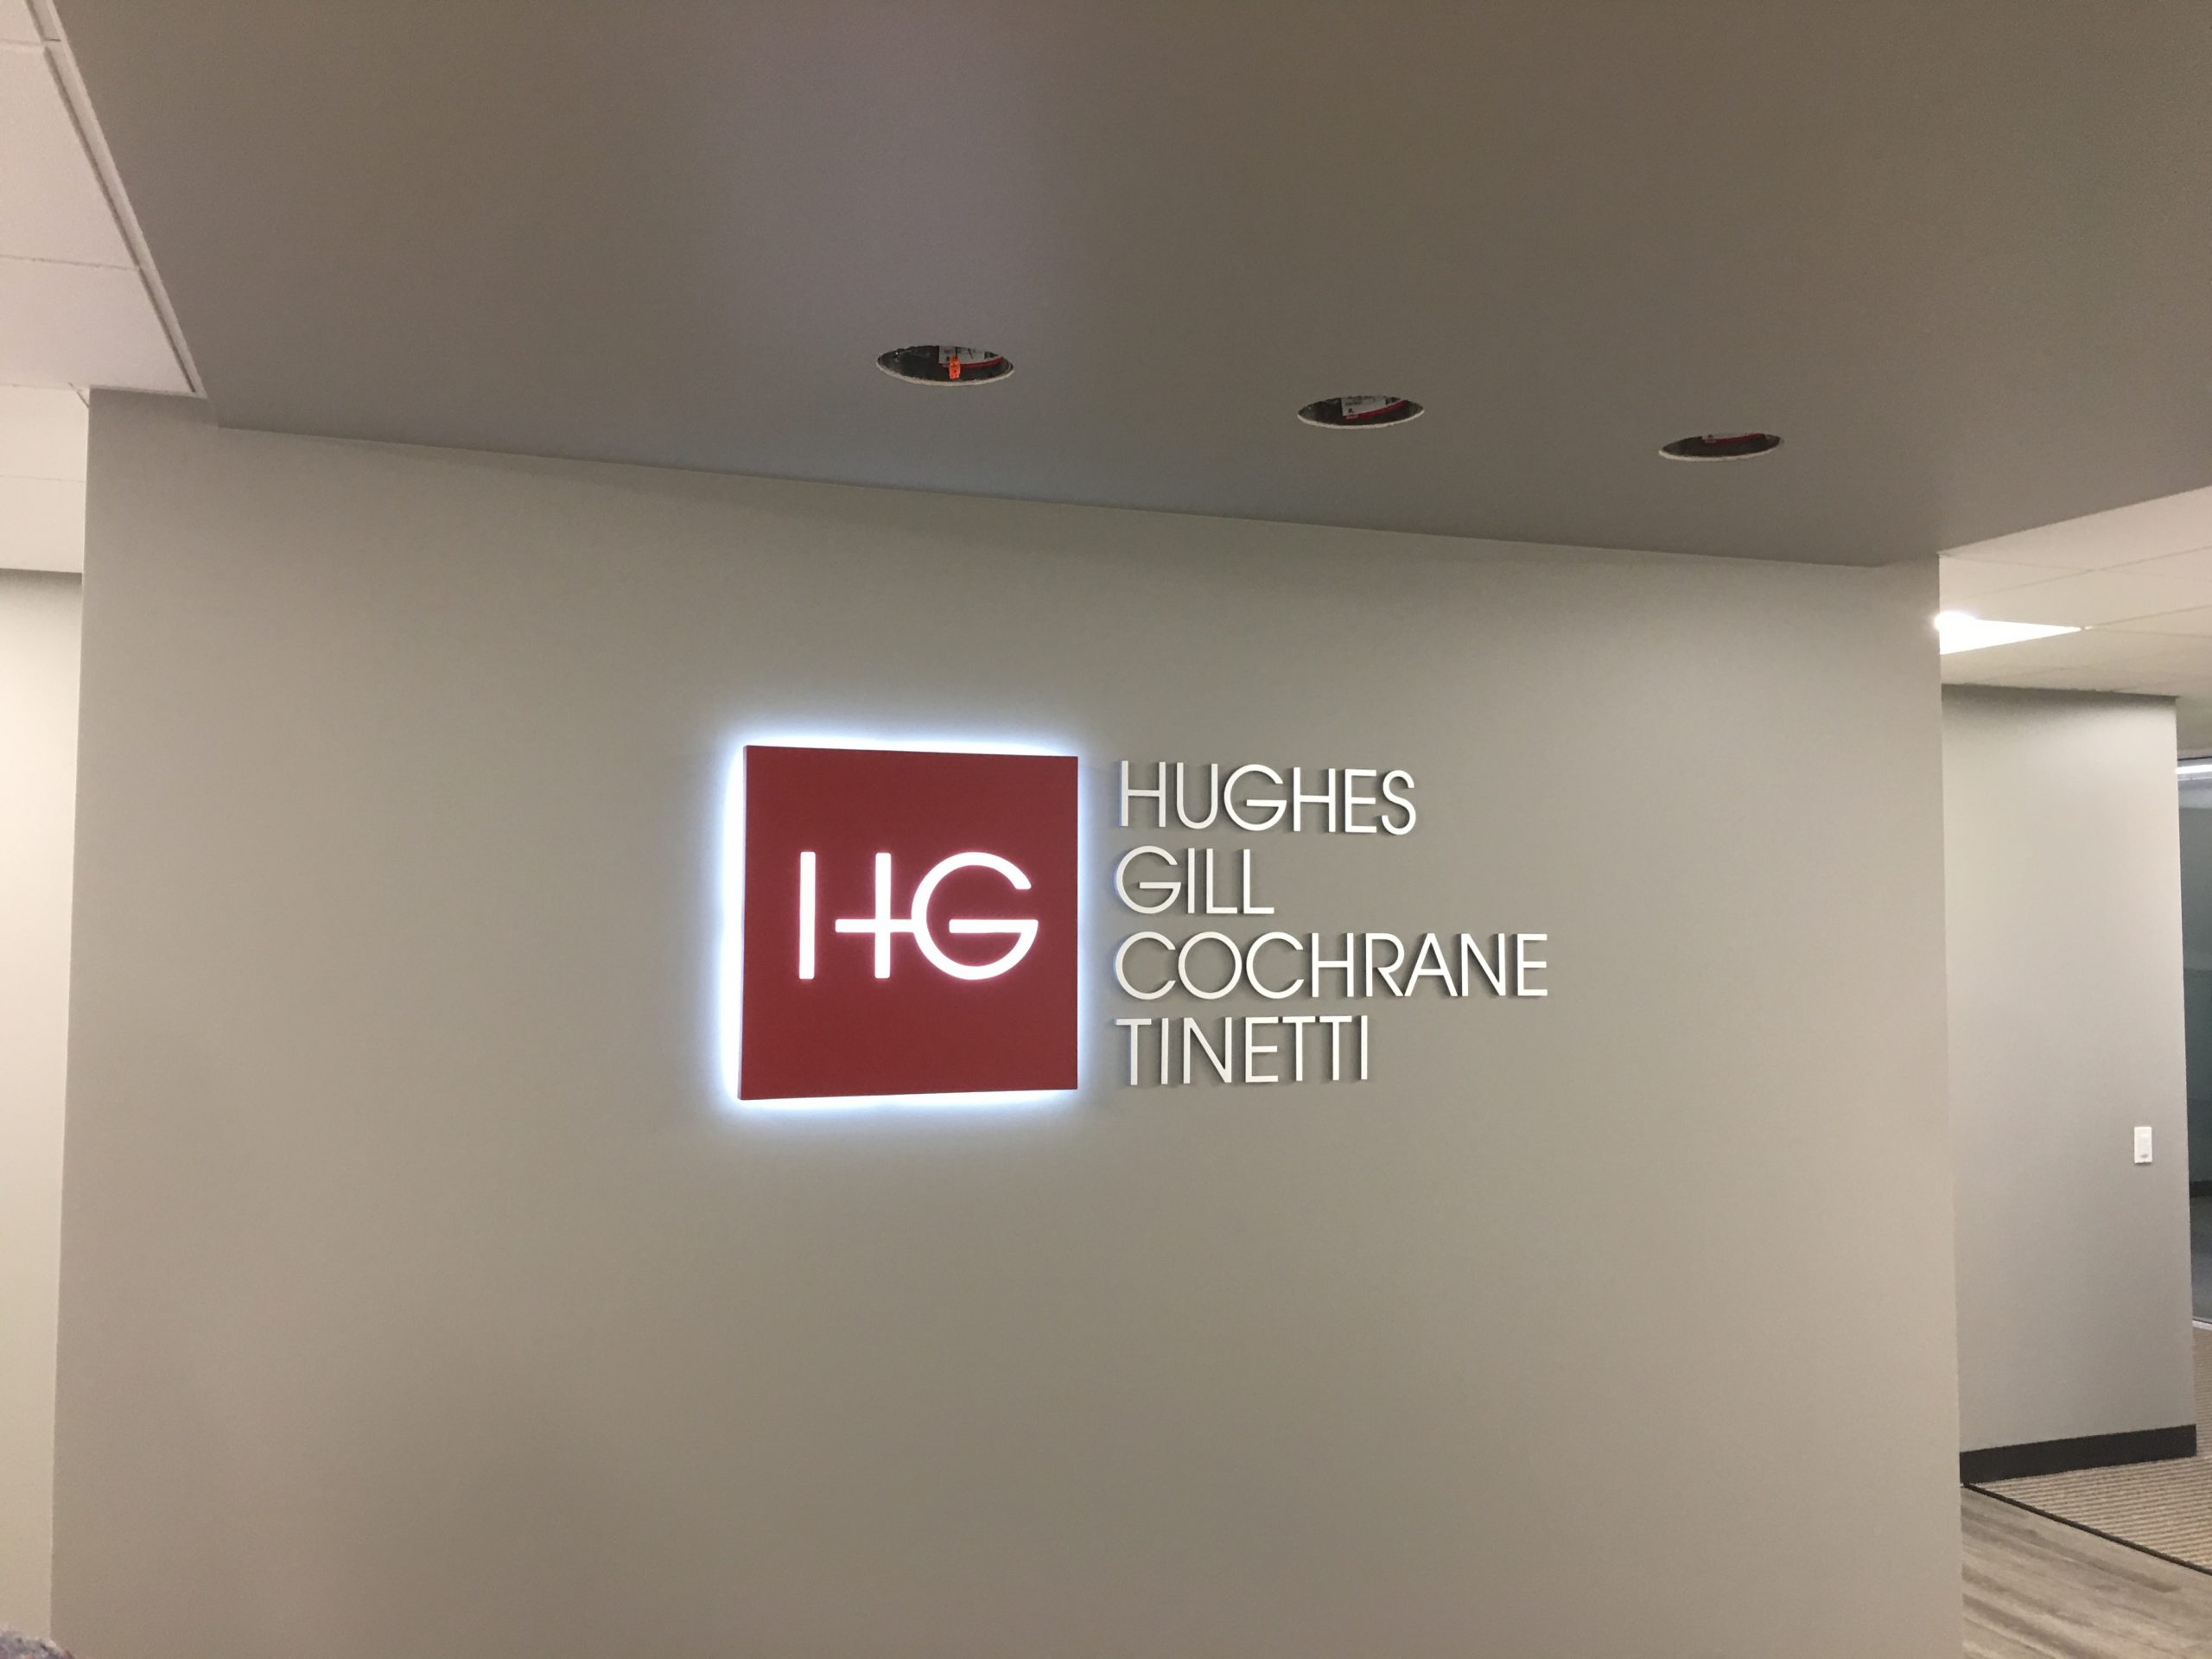 HG
HUGHES
GILL
COCHRANE
TINETTI